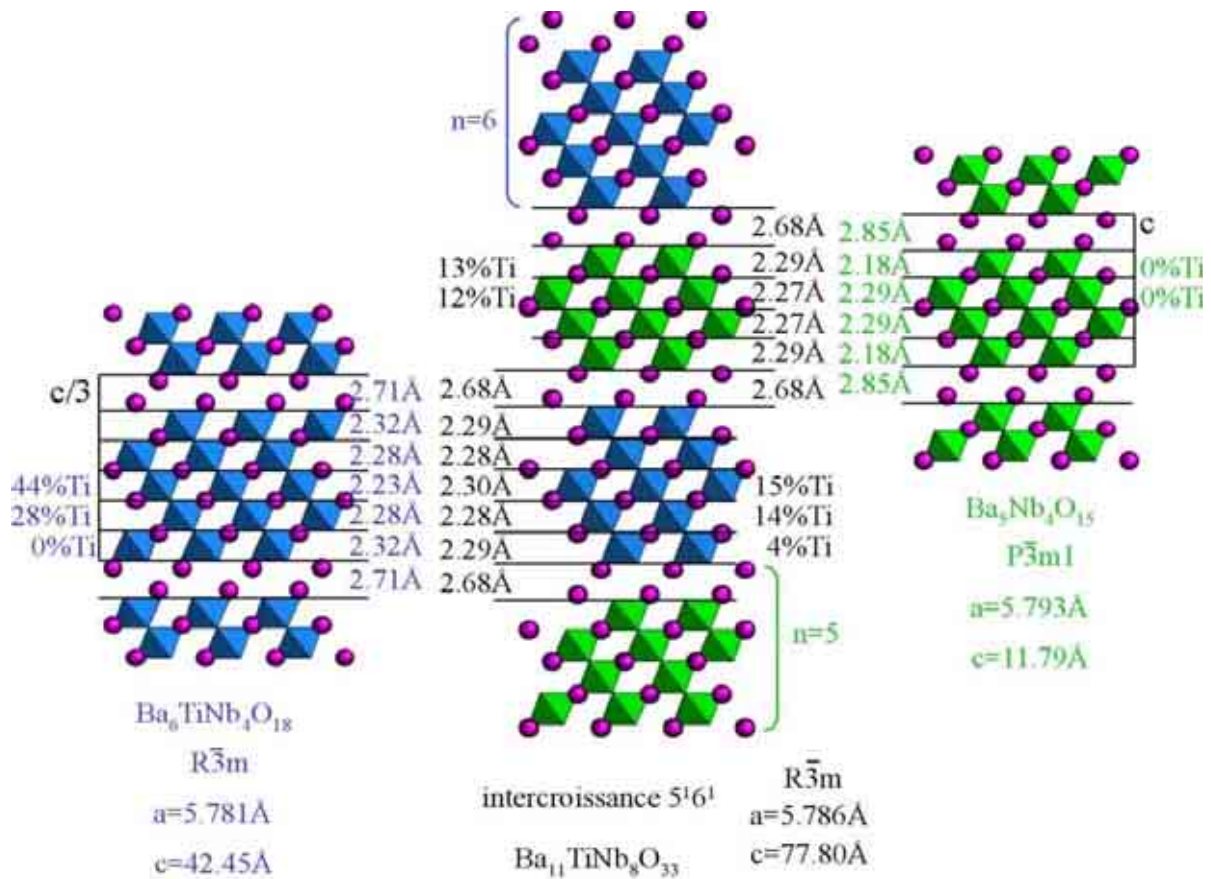 n=6
2.68Å 2.85Å
c
13%Ti
2.29Å 2.18Å
0%Ti
12%Ti
2.27Å 2.29Å
0%Ti
2.27Å 2.29Å
2.29Å 2.18Å
c/3
2.71Å 2.68Å
2.68Å 2.85Å
2.32Å 2.29Å
2.28Å 2.28Å
44%Ti
2.23Å 2.30Å
15%Ti
28%Ti
2.28Å 2.28Å
14%Ti
0%Ti
2.32Å 2.29Å
4%Ti
2.71Å 2.68Å
n=5
Ba₅Nb₄O₁₅
P3̄m1
a=5.793Å
c=11.79Å
Ba₆TiNb₄O₁₈
R3̄m
a=5.781Å
c=42.45Å
intercroissance 5¹6¹
Ba₁₁TiNb₈O₃₃
R3̄m
a=5.786Å
c=77.80Å